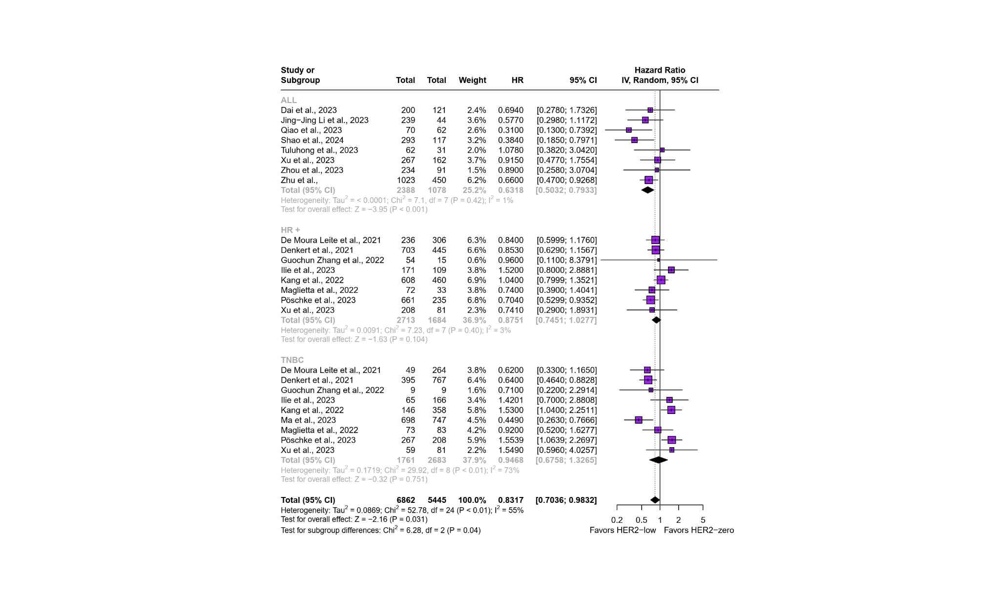 Study or Hazard Ratio
Subgroup Total Total Weight HR 95% CI IV, Random, 95% CI
ALL
Dai et al., 2023 200 121 2.4% 0.6940 [0.2780; 1.7326]
Jing−Jing Li et al., 2023 239 44 3.6% 0.5770 [0.2980; 1.1172]
Qiao et al., 2023 70 62 2.6% 0.3100 [0.1300; 0.7392]
Shao et al., 2024 293 117 3.2% 0.3840 [0.1850; 0.7971]
Tuluhong et al., 2023 62 31 2.0% 1.0780 [0.3820; 3.0420]
Xu et al., 2023 267 162 3.7% 0.9150 [0.4770; 1.7554]
Zhou et al., 2023 234 91 1.5% 0.8900 [0.2580; 3.0704]
Zhu et al., 1023 450 6.2% 0.6600 [0.4700; 0.9268]
Total (95% CI) 2388 1078 25.2% 0.6318 [0.5032; 0.7933]
Heterogeneity: Tau² = < 0.0001; Chi² = 7.1, df = 7 (P = 0.42); I² = 1%
Test for overall effect: Z = −3.95 (P < 0.001)
HR +
De Moura Leite et al., 2021 236 306 6.3% 0.8400 [0.5999; 1.1760]
Denkert et al., 2021 703 445 6.6% 0.8530 [0.6290; 1.1567]
Guochun Zhang et al., 2022 54 15 0.6% 0.9600 [0.1100; 8.3791]
Ilie et al., 2023 171 109 3.8% 1.5200 [0.8000; 2.8881]
Kang et al., 2022 608 460 6.9% 1.0400 [0.7999; 1.3521]
Maglietta et al., 2022 72 33 3.8% 0.7400 [0.3900; 1.4041]
Pöschke et al., 2023 661 235 6.8% 0.7040 [0.5299; 0.9352]
Xu et al., 2023 208 81 2.3% 0.7410 [0.2900; 1.8931]
Total (95% CI) 2713 1684 36.9% 0.8751 [0.7451; 1.0277]
Heterogeneity: Tau² = 0.0091; Chi² = 7.23, df = 7 (P = 0.40); I² = 3%
Test for overall effect: Z = −1.63 (P = 0.104)
TNBC
De Moura Leite et al., 2021 49 264 3.8% 0.6200 [0.3300; 1.1650]
Denkert et al., 2021 395 767 6.4% 0.6400 [0.4640; 0.8828]
Guochun Zhang et al., 2022 9 9 1.6% 0.7100 [0.2200; 2.2914]
Ilie et al., 2023 65 166 3.4% 1.4201 [0.7000; 2.8808]
Kang et al., 2022 146 358 5.8% 1.5300 [1.0400; 2.2511]
Ma et al., 2023 698 747 4.5% 0.4490 [0.2630; 0.7666]
Maglietta et al., 2022 73 83 4.2% 0.9200 [0.5200; 1.6277]
Pöschke et al., 2023 267 208 5.9% 1.5539 [1.0639; 2.2697]
Xu et al., 2023 59 81 2.2% 1.5490 [0.5960; 4.0257]
Total (95% CI) 1761 2683 37.9% 0.9468 [0.6758; 1.3265]
Heterogeneity: Tau² = 0.1719; Chi² = 29.92, df = 8 (P < 0.01); I² = 73%
Test for overall effect: Z = −0.32 (P = 0.751)
Total (95% CI) 6862 5445 100.0% 0.8317 [0.7036; 0.9832]
Heterogeneity: Tau² = 0.0869; Chi² = 52.78, df = 24 (P < 0.01); I² = 55%
Test for overall effect: Z = −2.16 (P = 0.031) 0.2 0.5 1 2 5
Test for subgroup differences: Chi² = 6.28, df = 2 (P = 0.04) Favors HER2−low Favors HER2−zero